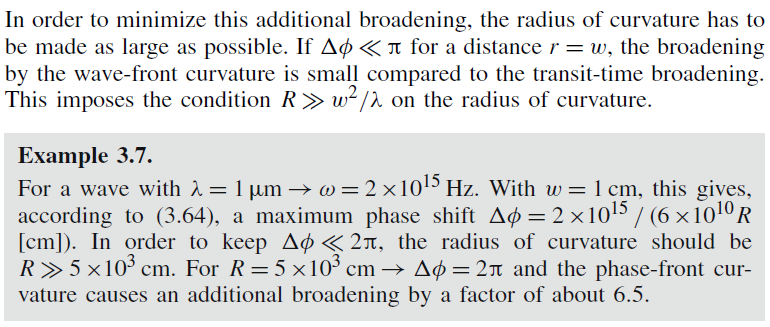 In order to minimize this additional broadening, the radius of curvature has to
be made as large as possible. If Δϕ ≪ π for a distance r = w, the broadening
by the wave-front curvature is small compared to the transit-time broadening.
This imposes the condition R ≫ w²/λ on the radius of curvature.
Example 3.7.
For a wave with λ = 1 μm → ω = 2 × 10¹⁵ Hz. With w = 1 cm, this gives,
according to (3.64), a maximum phase shift Δϕ = 2 × 10¹⁵ / (6 × 10¹⁰ R
[cm]). In order to keep Δϕ ≪ 2π, the radius of curvature should be
R ≫ 5 × 10³ cm. For R = 5 × 10³ cm → Δϕ = 2π and the phase-front cur-
vature causes an additional broadening by a factor of about 6.5.